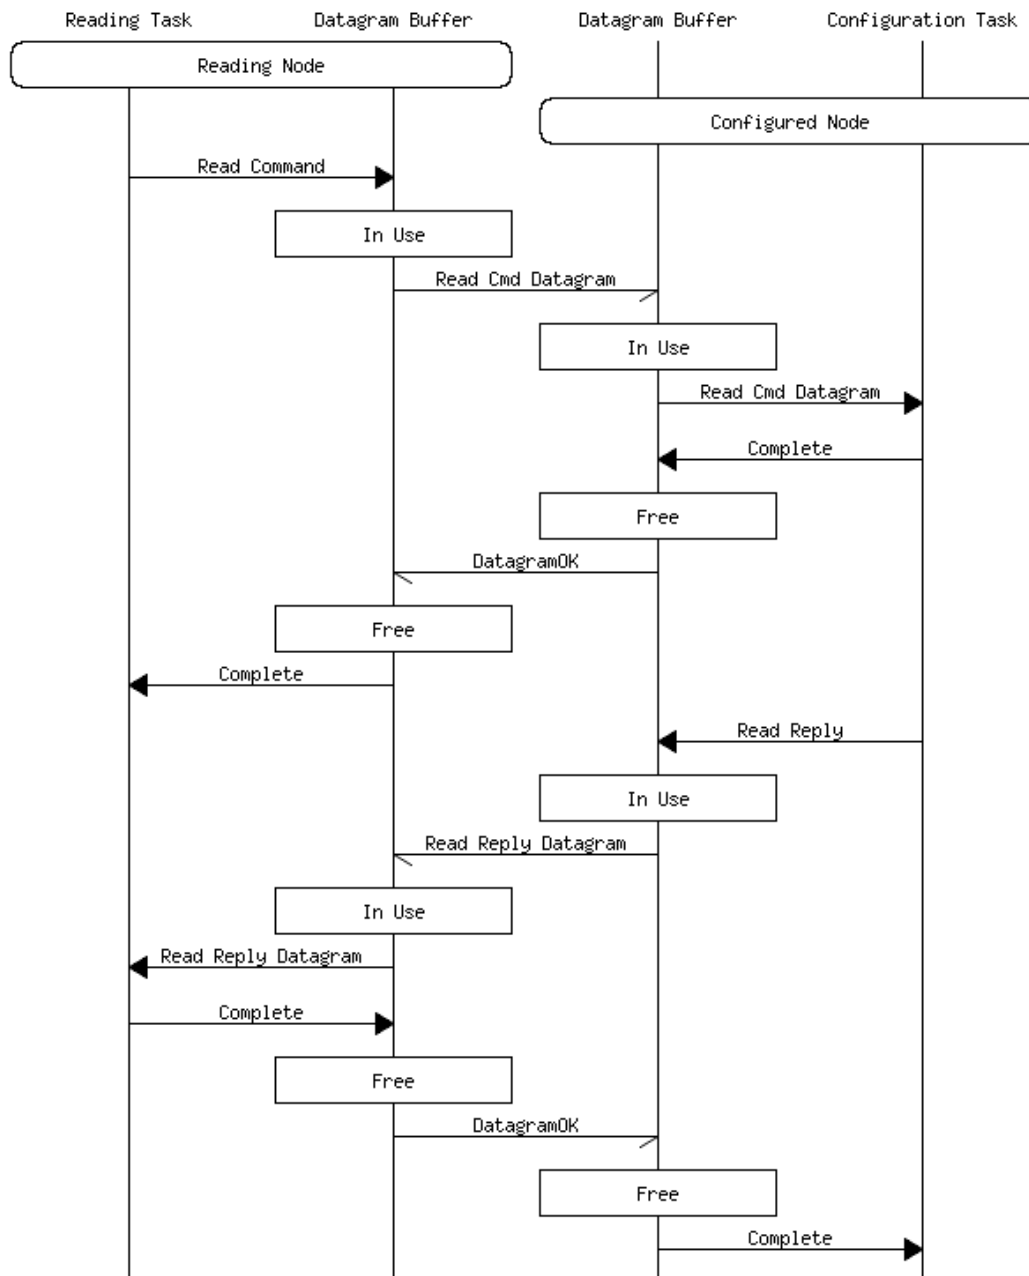 Reading Task
Datagram Buffer
Datagram Buffer
Configuration Task
Reading Node
Configured Node
Read Command
In Use
Read Cmd Datagram
In Use
Read Cmd Datagram
Complete
Free
DatagramOK
Free
Complete
Read Reply
In Use
Read Reply Datagram
In Use
Read Reply Datagram
Complete
Free
DatagramOK
Free
Complete